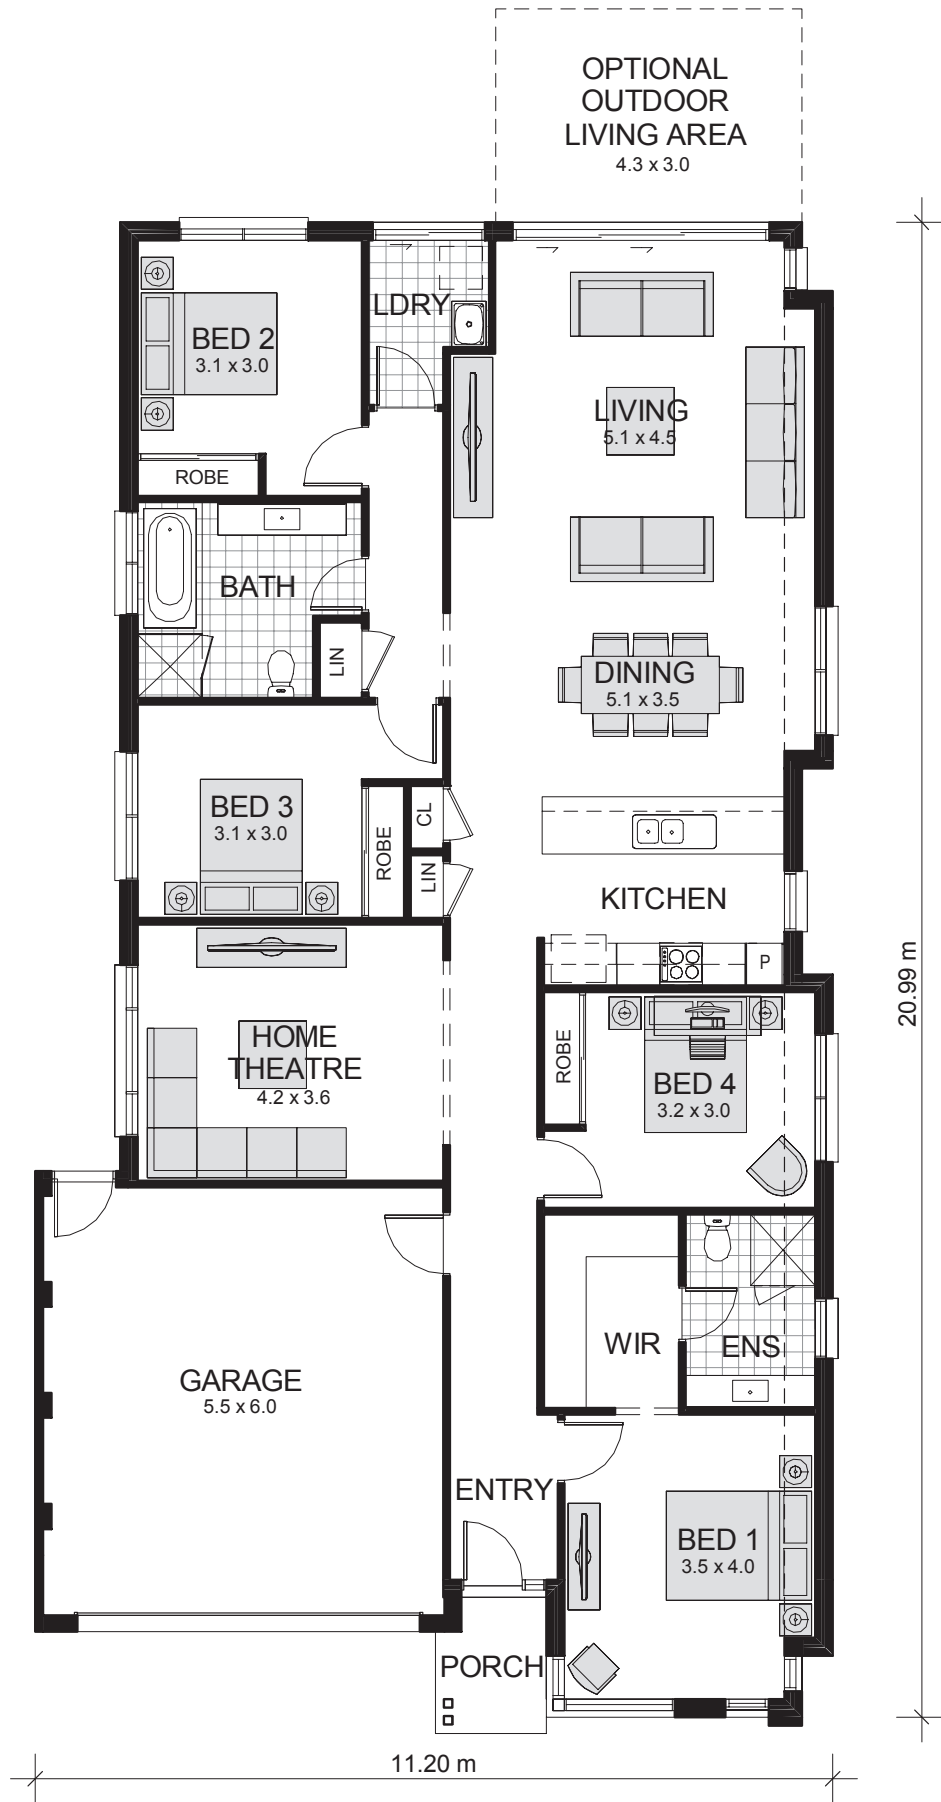 OPTIONAL
OUTDOOR
LIVING AREA
4.3 x 3.0
LDRY
BED 2
3.1 x 3.0
LIVING
5.1 x 4.5
ROBE
BATH
LIN
DINING
5.1 x 3.5
BED 3
3.1 x 3.0
ROBE
CL
LIN
KITCHEN
P
20.99 m
HOME
THEATRE
4.2 x 3.6
ROBE
BED 4
3.2 x 3.0
WIR
ENS
GARAGE
5.5 x 6.0
ENTRY
BED 1
3.5 x 4.0
PORCH
11.20 m